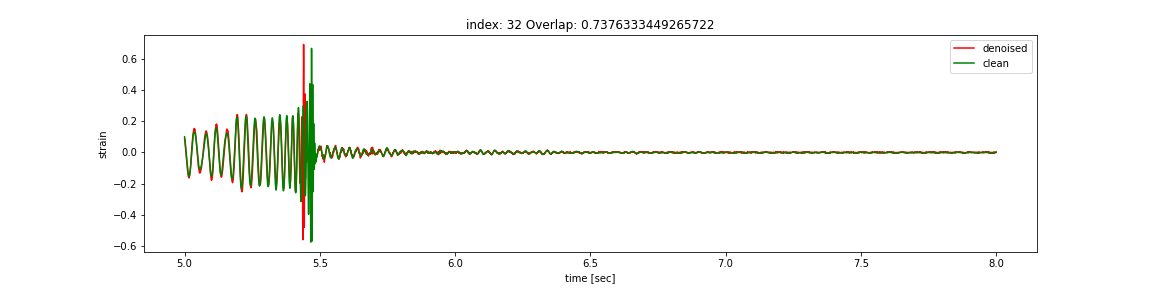 index: 32 Overlap: 0.7376333449265722
denoised
clean
strain
0.6
0.4
0.2
0.0
−0.2
−0.4
−0.6
5.0 5.5 6.0 6.5 7.0 7.5 8.0
time [sec]